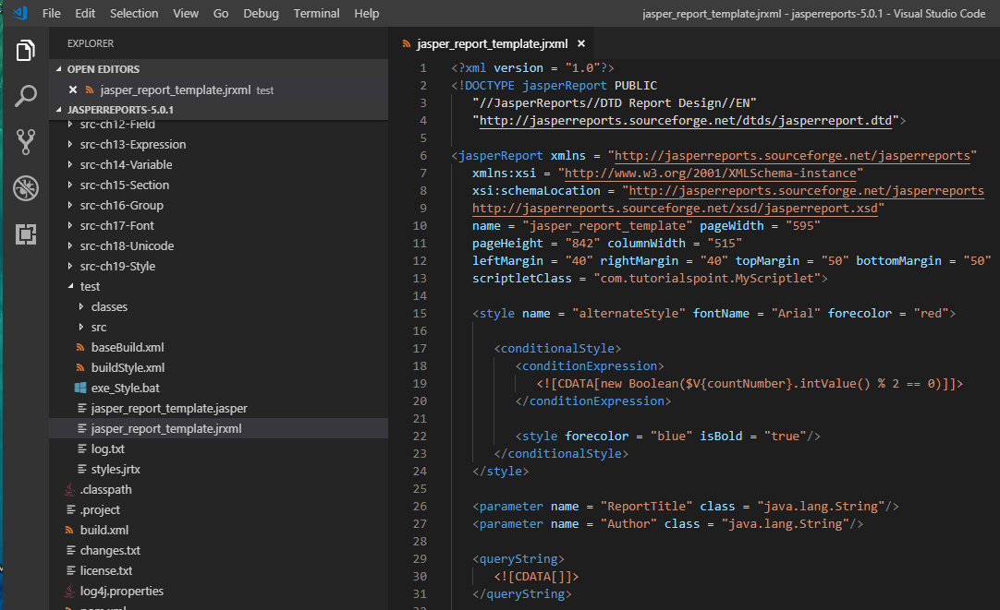 File Edit Selection View Go Debug Terminal Help
jasper_report_template.jrxml - jasperreports-5.0.1 - Visual Studio Code
EXPLORER
OPEN EDITORS
jasper_report_template.jrxml test
JASPERREPORTS-5.0.1
src-ch12-Field
src-ch13-Expression
src-ch14-Variable
src-ch15-Section
src-ch16-Group
src-ch17-Font
src-ch18-Unicode
src-ch19-Style
test
classes
src
baseBuild.xml
buildStyle.xml
exe_Style.bat
jasper_report_template.jasper
jasper_report_template.jrxml
log.txt
styles.jrtx
.classpath
.project
build.xml
changes.txt
license.txt
log4j.properties
jasper_report_template.jrxml
1 <?xml version = "1.0"?>
2 <!DOCTYPE jasperReport PUBLIC
3 "//JasperReports//DTD Report Design//EN"
4 "http://jasperreports.sourceforge.net/dtds/jasperreport.dtd">
5
6 <jasperReport xmlns = "http://jasperreports.sourceforge.net/jasperreports"
7 xmlns:xsi = "http://www.w3.org/2001/XMLSchema-instance"
8 xsi:schemaLocation = "http://jasperreports.sourceforge.net/jasperreports
9 http://jasperreports.sourceforge.net/xsd/jasperreport.xsd"
10 name = "jasper_report_template" pageWidth = "595"
11 pageHeight = "842" columnWidth = "515"
12 leftMargin = "40" rightMargin = "40" topMargin = "50" bottomMargin = "50"
13 scriptletClass = "com.tutorialspoint.MyScriptlet">
14
15 <style name = "alternateStyle" fontName = "Arial" forecolor = "red">
16
17 <conditionalStyle>
18 <conditionExpression>
19 <![CDATA[new Boolean($V{countNumber}.intValue() % 2 == 0)]]>
20 </conditionExpression>
21
22 <style forecolor = "blue" isBold = "true"/>
23 </conditionalStyle>
24 </style>
25
26 <parameter name = "ReportTitle" class = "java.lang.String"/>
27 <parameter name = "Author" class = "java.lang.String"/>
28
29 <queryString>
30 <![CDATA[]]>
31 </queryString>